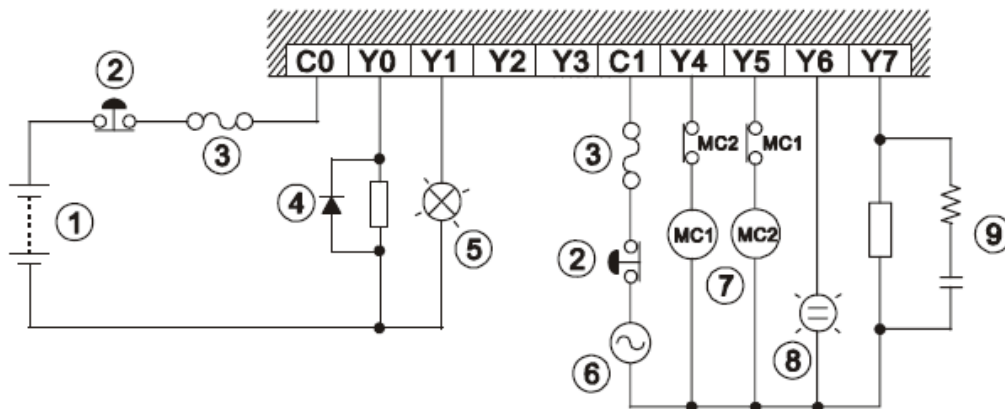 C0 Y0 Y1 Y2 Y3 C1 Y4 Y5 Y6 Y7
②
③
①
④
⑤
③
②
⑥
MC2
MC1
MC1
MC2
⑦
⑧
⑨